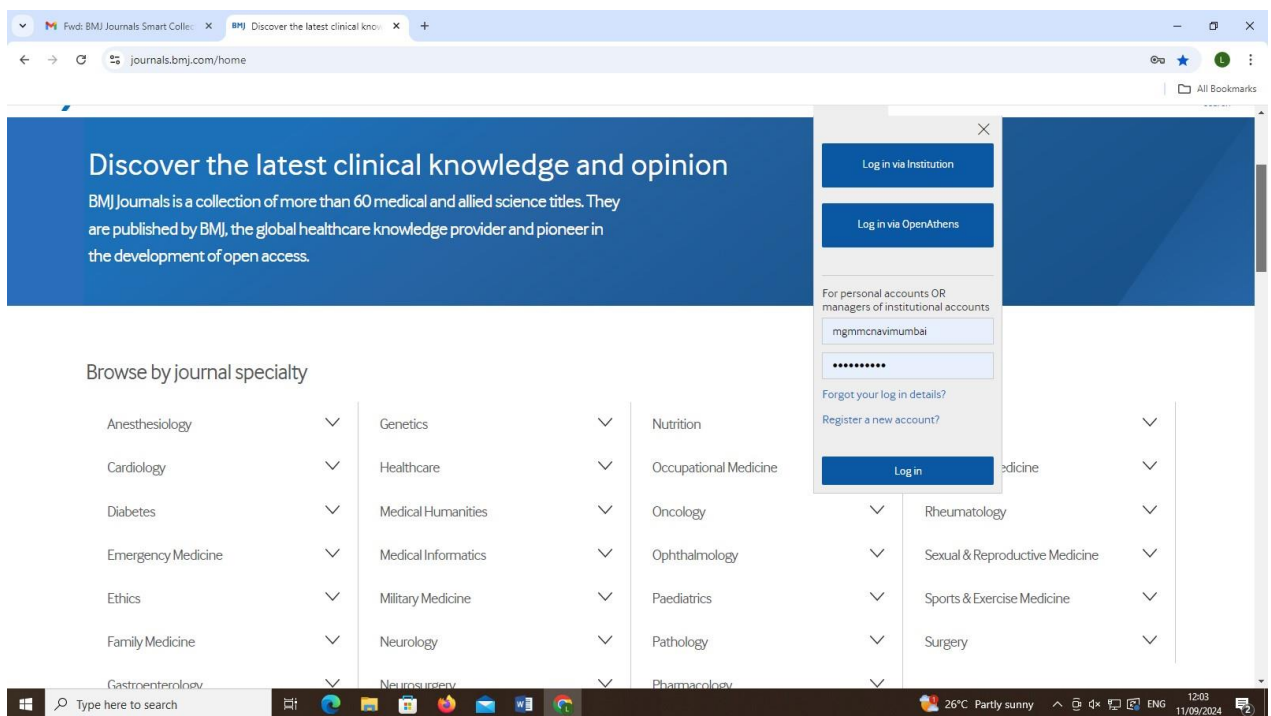 Fwd: BMJ Journals Smart Collec
BMJ Discover the latest clinical know
journals.bmj.com/home
L
All Bookmarks
Discover the latest clinical knowledge and opinion
BMJ Journals is a collection of more than 60 medical and allied science titles. They
are published by BMJ, the global healthcare knowledge provider and pioneer in
the development of open access.
Log in via Institution
Log in via OpenAthens
For personal accounts OR
managers of institutional accounts
mgmmcnavimumbai
••••••••••
Forgot your log in details?
Register a new account?
Log in
Browse by journal specialty
Anesthesiology
Cardiology
Diabetes
Emergency Medicine
Ethics
Family Medicine
Gastroenterology
Genetics
Healthcare
Medical Humanities
Medical Informatics
Military Medicine
Neurology
Neurosurgery
Nutrition
Occupational Medicine
Oncology
Ophthalmology
Paediatrics
Pathology
Pharmacology
edicine
Rheumatology
Sexual & Reproductive Medicine
Sports & Exercise Medicine
Surgery
Type here to search
26°C Partly sunny
ENG
12:03
11/09/2024
2